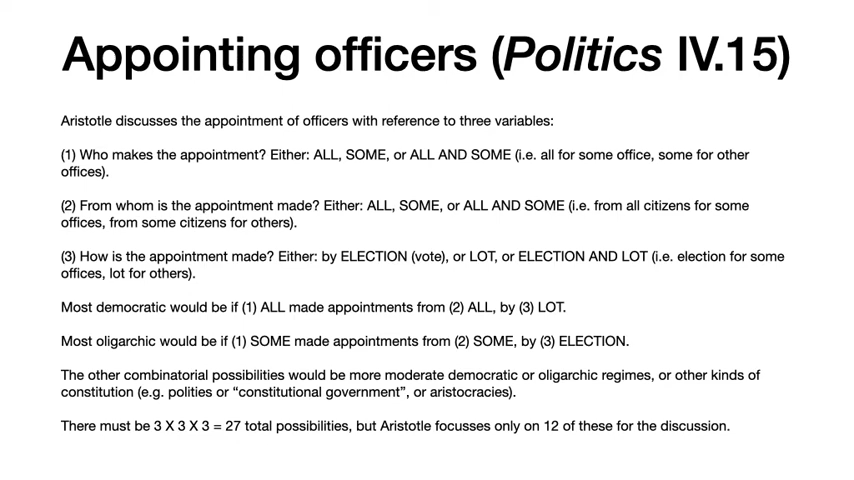 Appointing officers (Politics IV.15)
Aristotle discusses the appointment of officers with reference to three variables:
(1) Who makes the appointment? Either: ALL, SOME, or ALL AND SOME (i.e. all for some office, some for other
offices).
(2) From whom is the appointment made? Either: ALL, SOME, or ALL AND SOME (i.e. from all citizens for some
offices, from some citizens for others).
(3) How is the appointment made? Either: by ELECTION (vote), or LOT, or ELECTION AND LOT (i.e. election for some
offices, lot for others).
Most democratic would be if (1) ALL made appointments from (2) ALL, by (3) LOT.
Most oligarchic would be if (1) SOME made appointments from (2) SOME, by (3) ELECTION.
The other combinatorial possibilities would be more moderate democratic or oligarchic regimes, or other kinds of
constitution (e.g. polities or “constitutional government”, or aristocracies).
There must be 3 X 3 X 3 = 27 total possibilities, but Aristotle focusses only on 12 of these for the discussion.